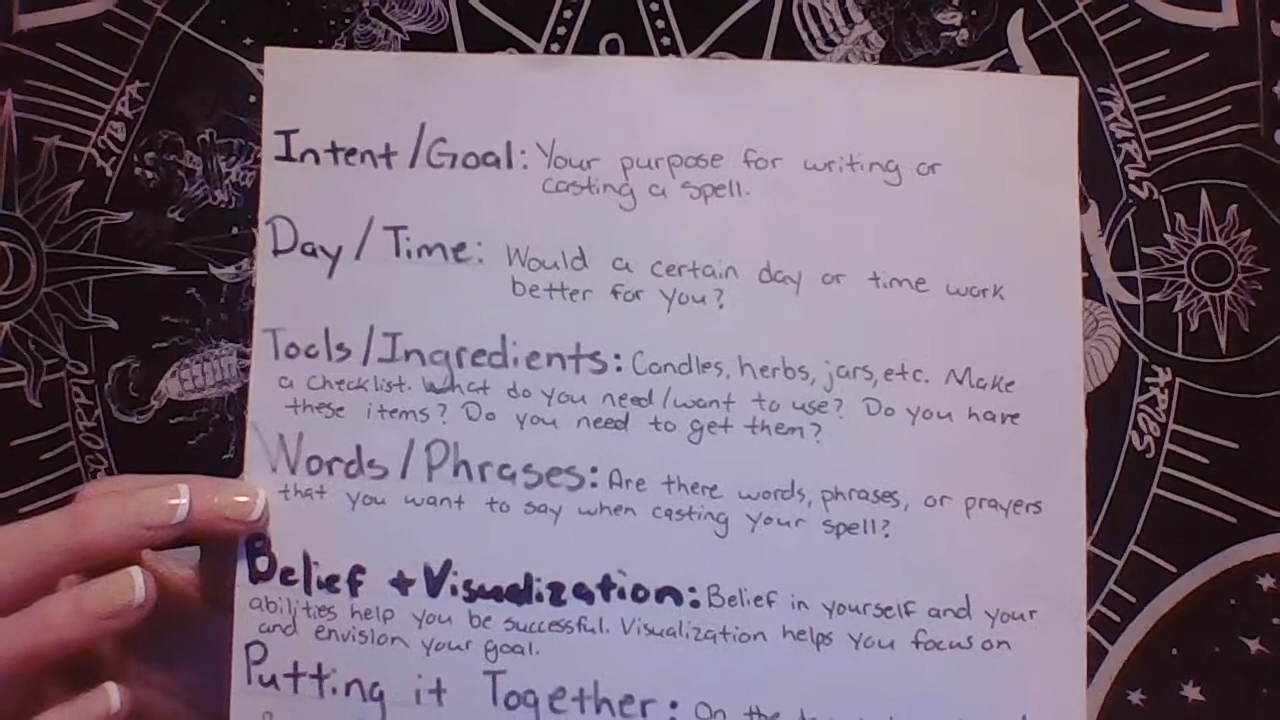 Intent/Goal: Your purpose for writing or
casting a spell.
Day/Time: Would a certain day or time work
better for you?
Tools/Ingredients: Candles, herbs, jars, etc. Make
a checklist. What do you need/want to use? Do you have
these items? Do you need to get them?
Words/Phrases: Are there words, phrases, or prayers
that you want to say when casting your spell?
Belief + Visualization: Belief in yourself and your
abilities help you be successful. Visualization helps you focus on
and envision your goal.
Putting it Together: On the
LIBRA
TAURUS
ARIES